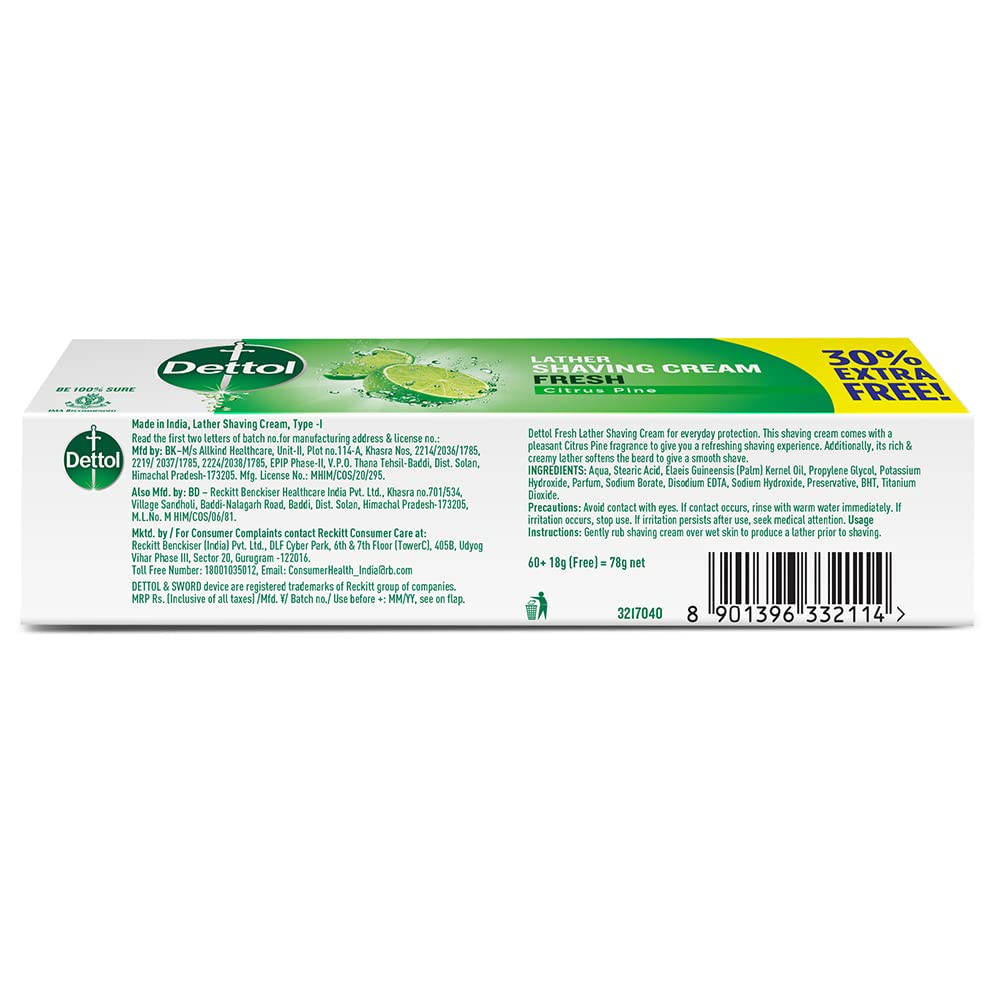 Dettol
BE 100% SURE
IMA RECOMMENDED
LATHER
SHAVING CREAM
FRESH
Citrus Pine
30%
EXTRA
FREE!
Dettol
Made in India, Lather Shaving Cream, Type -I
Read the first two letters of batch no.for manufacturing address & license no.:
Mfd by: BK–M/s Allkind Healthcare, Unit-II, Plot no.114-A, Khasra Nos, 2214/2036/1785,
2219/ 2037/1785, 2224/2038/1785, EPIP Phase-II, V.P.O. Thana Tehsil-Baddi, Dist. Solan,
Himachal Pradesh-173205. Mfg. License No.: MHIM/COS/20/295.
Also Mfd. by: BD – Reckitt Benckiser Healthcare India Pvt. Ltd., Khasra no.701/534,
Village Sandholi, Baddi-Nalagarh Road, Baddi, Dist. Solan, Himachal Pradesh-173205,
M.L.No. M HIM/COS/06/81.
Mktd. by / For Consumer Complaints contact Reckitt Consumer Care at:
Reckitt Benckiser (India) Pvt. Ltd., DLF Cyber Park, 6th & 7th Floor (TowerC), 405B, Udyog
Vihar Phase III, Sector 20, Gurugram -122016.
Toll Free Number: 18001035012, Email: ConsumerHealth_India@rb.com
DETTOL & SWORD device are registered trademarks of Reckitt group of companies.
MRP Rs. (Inclusive of all taxes) /Mfd. ¥/ Batch no./ Use before +: MM/YY, see on flap.
Dettol Fresh Lather Shaving Cream for everyday protection. This shaving cream comes with a
pleasant Citrus Pine fragrance to give you a refreshing shaving experience. Additionally, its rich &
creamy lather softens the beard to give a smooth shave.
INGREDIENTS: Aqua, Stearic Acid, Elaeis Guineensis (Palm) Kernel Oil, Propylene Glycol, Potassium
Hydroxide, Parfum, Sodium Borate, Disodium EDTA, Sodium Hydroxide, Preservative, BHT, Titanium
Dioxide.
Precautions: Avoid contact with eyes. If contact occurs, rinse with warm water immediately. If
irritation occurs, stop use. If irritation persists after use, seek medical attention. Usage
Instructions: Gently rub shaving cream over wet skin to produce a lather prior to shaving.
60+ 18g (Free) = 78g net
3217040
8 901396 332114 >